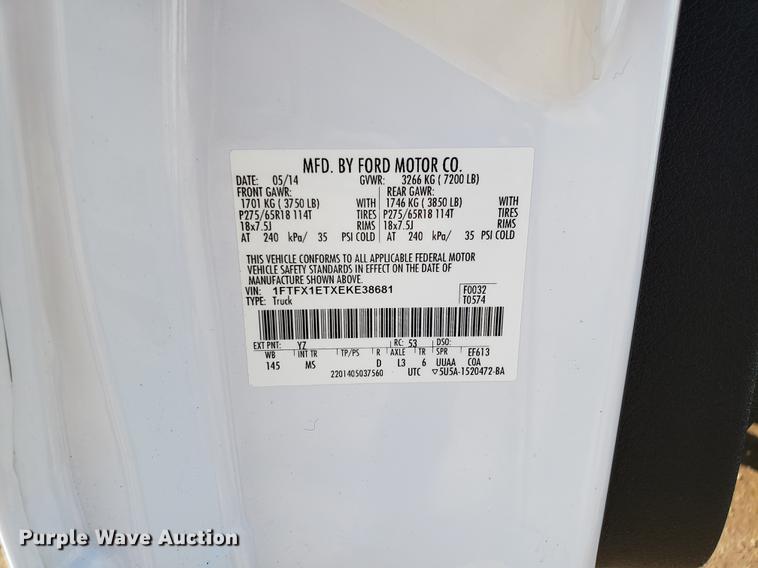 MFD. BY FORD MOTOR CO.
DATE: 05/14 GVWR: 3266 KG ( 7200 LB)
FRONT GAWR: REAR GAWR:
1701 KG ( 3750 LB) WITH 1746 KG ( 3850 LB) WITH
P275/65R18 114T TIRES P275/65R18 114T TIRES
18x7.5J RIMS 18x7.5J RIMS
AT 240 kPa/ 35 PSI COLD AT 240 kPa/ 35 PSI COLD
THIS VEHICLE CONFORMS TO ALL APPLICABLE FEDERAL MOTOR
VEHICLE SAFETY STANDARDS IN EFFECT ON THE DATE OF
MANUFACTURE SHOWN ABOVE.
VIN: 1FTFX1ETXEKE38681 F0032
TYPE: Truck T0574
EXT PNT: YZ RC: 53 DSO:
WB INT TR TP/PS R AXLE TR SPR EF613
145 MS D L3 6 UUAA COA
2201405037560 UTC ▽5U5A-1520472-BA
Purple Wave Auction